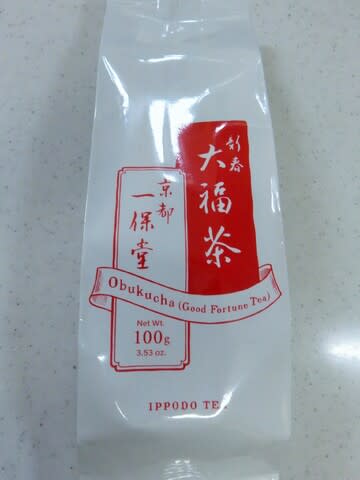 新春
大福茶
京都
一保堂
Obukucha (Good Fortune Tea)
Net Wt.
100g
3.53 oz.
IPPODO TEA